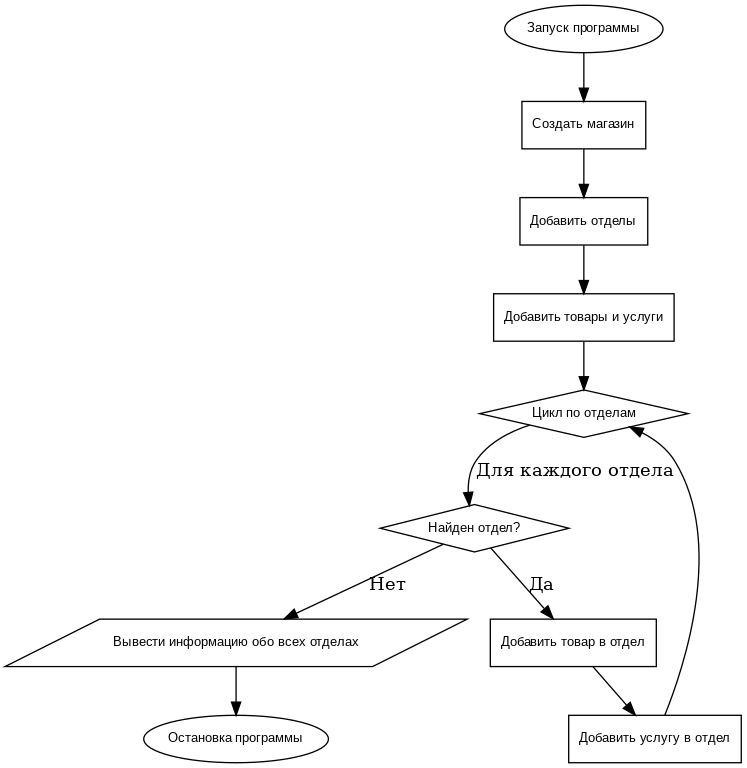 Запуск программы
Создать магазин
Добавить отделы
Добавить товары и услуги
Цикл по отделам
Для каждого отдела
Найден отдел?
Нет
Да
Вывести информацию обо всех отделах
Добавить товар в отдел
Остановка программы
Добавить услугу в отдел